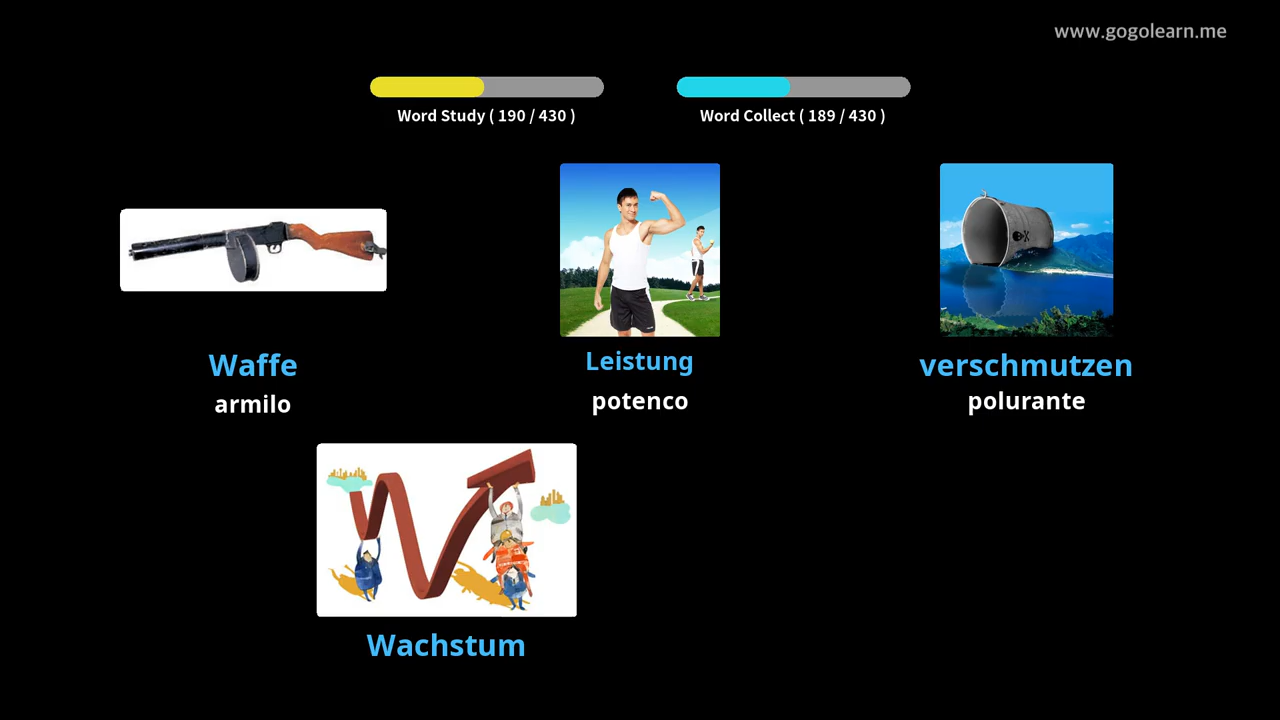 www.gogolearn.me
Word Study ( 190 / 430 )
Word Collect ( 189 / 430 )
Waffe
armilo
Leistung
potenco
verschmutzen
polurante
Wachstum